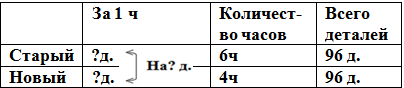 За 1 ч Количест- Всего
во часов деталей
Старый ?д. На? д. 6ч 96 д.
Новый ?д. 4ч 96 д.